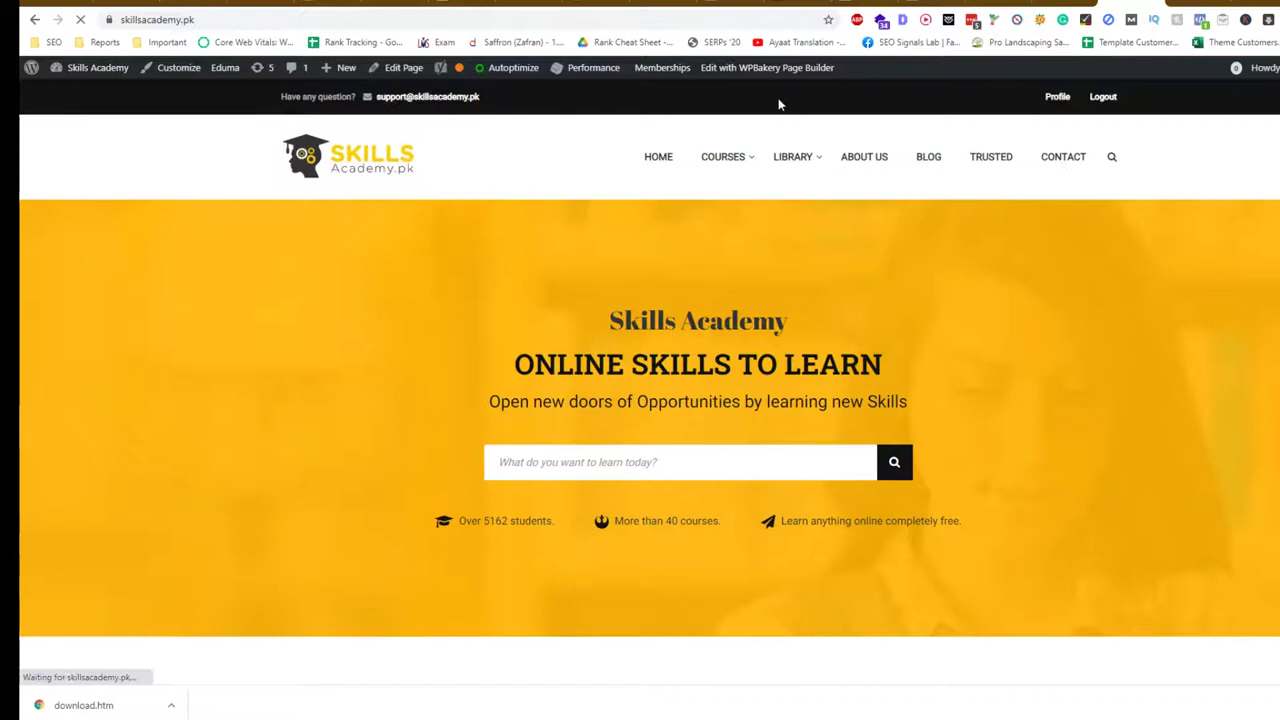 skillsacademy.pk
SEO Reports Important Core Web Vitals: W... Rank Tracking - Go... Exam Saffron (Zafran) - 1.... Rank Cheat Sheet -... SERPs '20 Ayaat Translation -... SEO Signals Lab | Fa... Pro Landscaping Sa... Template Customer... Theme Customers.
Skills Academy Customize Eduma 5 1 New Edit Page Autoptimize Performance Memberships Edit with WPBakery Page Builder Howdy
Have any question? support@skillsacademy.pk Profile Logout
SKILLS
Academy.pk
HOME COURSES LIBRARY ABOUT US BLOG TRUSTED CONTACT
Skills Academy
ONLINE SKILLS TO LEARN
Open new doors of Opportunities by learning new Skills
What do you want to learn today?
Over 5162 students. More than 40 courses. Learn anything online completely free.
Waiting for skillsacademy.pk...
download.htm